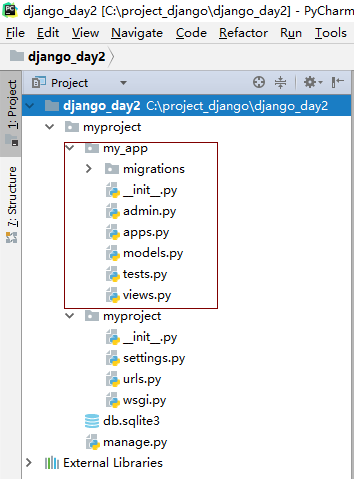 django_day2 [C:\project_django\django_day2] - PyCharm
File Edit View Navigate Code Refactor Run Tools
django_day2
Project
django_day2 C:\project_django\django_day2
myproject
my_app
migrations
__init__.py
admin.py
apps.py
models.py
tests.py
views.py
myproject
__init__.py
settings.py
urls.py
wsgi.py
db.sqlite3
manage.py
External Libraries
1: Project
7: Structure